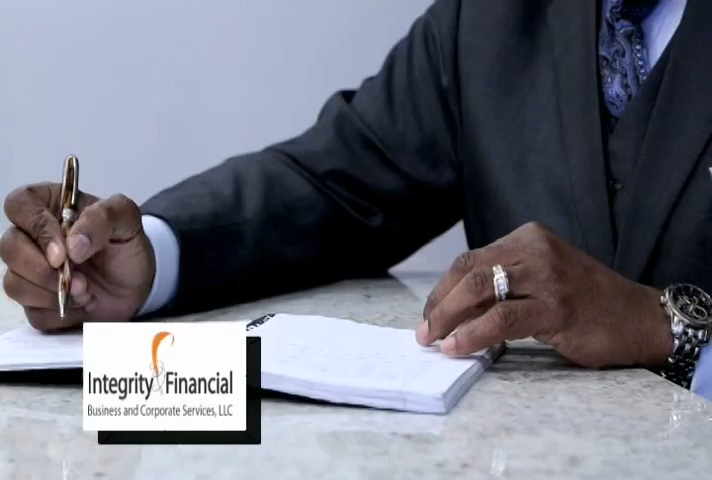 Integrity & Financial
Business and Corporate Services, LLC